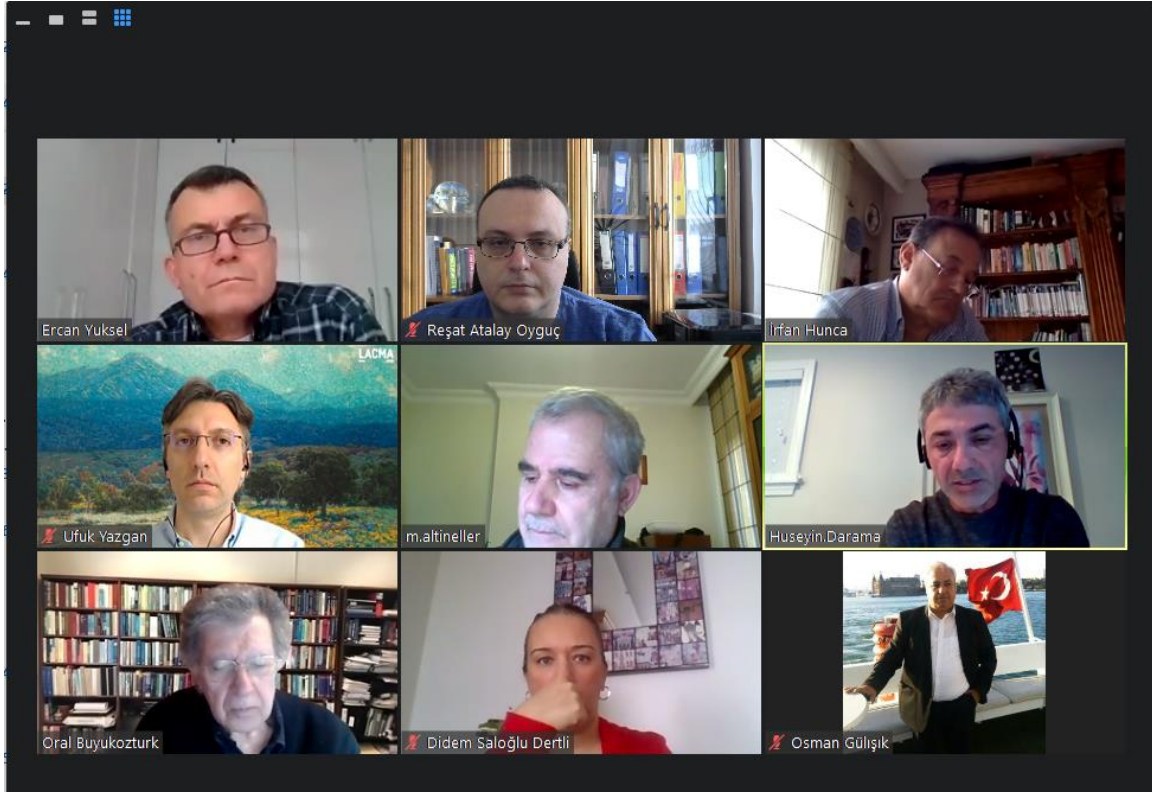 Ercan Yuksel
Reşat Atalay Oyguç
İrfan Hunca
LACMA
Ufuk Yazgan
m.altineller
Huseyin.Darama
Oral Buyukozturk
Didem Saloğlu Dertli
Osman Gülışık